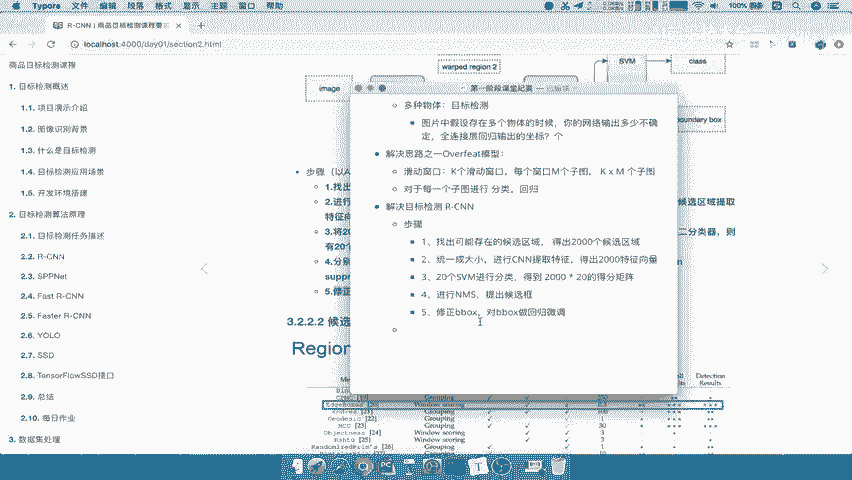 Typora 文件 编辑 段落 格式 显示 主题 窗口 帮助
100%
R-CNN | 商品目标检测课程要
localhost:4000/day01/section2.html
商品目标检测课程
1. 目标检测概述
1.1. 项目演示介绍
1.2. 图像识别背景
1.3. 什么是目标检测
1.4. 目标检测应用场景
1.5. 开发环境搭建
2. 目标检测算法原理
2.1. 目标检测任务描述
2.2. R-CNN
2.3. SPPNet
2.4. Fast R-CNN
2.5. Faster R-CNN
2.6. YOLO
2.7. SSD
2.8. TensorFlowSSD接口
2.9. 总结
2.10. 每日作业
3. 数据集处理
warped region 2
image
SVM
class
bounding box
步骤（以A
1.找出
2.进行
候选区域提取
特征向
3.将20
二分类器，则
有20个
4.分别
supp
5.修正
3.2.2.2 候选
Region
Detection
Results
Grouping
EdgeBoxes
Window scoring
Endres [21]
Grouping
Geodesic [22]
Grouping
MCG [23]
Grouping
Objectness [24]
Window scoring
Rahtu [25]
Window scoring
RandomizedPrim's [26]
Grouping
第一阶段课堂纪要 — 已编辑
多种物体：目标检测
图片中假设存在多个物体的时候，你的网络输出多少不确
定，全连接层回归输出的坐标？个
解决思路之一Overfeat模型：
滑动窗口：K个滑动窗口，每个窗口M个子图， K x M 个子图
对于每一个子图进行 分类，回归
解决目标检测 R-CNN
步骤
1、找出可能存在的候选区域， 得出2000个候选区域
2、统一成大小，进行CNN提取特征，得出2000特征向量
3、20个SVM进行分类，得到 2000 * 20的得分矩阵
4、进行NMS，提出候选框
5、修正bbox，对bbox做回归微调